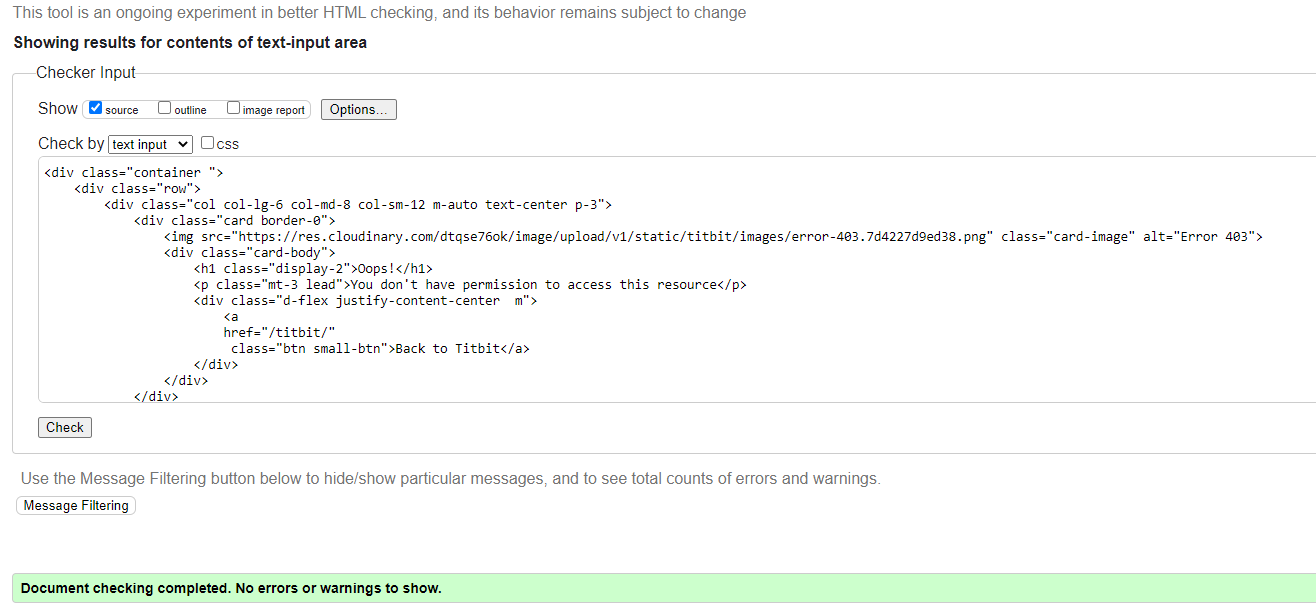 This tool is an ongoing experiment in better HTML checking, and its behavior remains subject to change
Showing results for contents of text-input area
Checker Input
Show source outline image report Options...
Check by text input css
<div class="container ">
    <div class="row">
        <div class="col col-lg-6 col-md-8 col-sm-12 m-auto text-center p-3">
            <div class="card border-0">
                <img src="https://res.cloudinary.com/dtqse76ok/image/upload/v1/static/titbit/images/error-403.7d4227d9ed38.png" class="card-image" alt="Error 403">
                <div class="card-body">
                    <h1 class="display-2">Oops!</h1>
                    <p class="mt-3 lead">You don't have permission to access this resource</p>
                    <div class="d-flex justify-content-center  m">
                        <a
                        href="/titbit/"
                         class="btn small-btn">Back to Titbit</a>
                    </div>
                </div>
            </div>
Check
Use the Message Filtering button below to hide/show particular messages, and to see total counts of errors and warnings.
Message Filtering
Document checking completed. No errors or warnings to show.